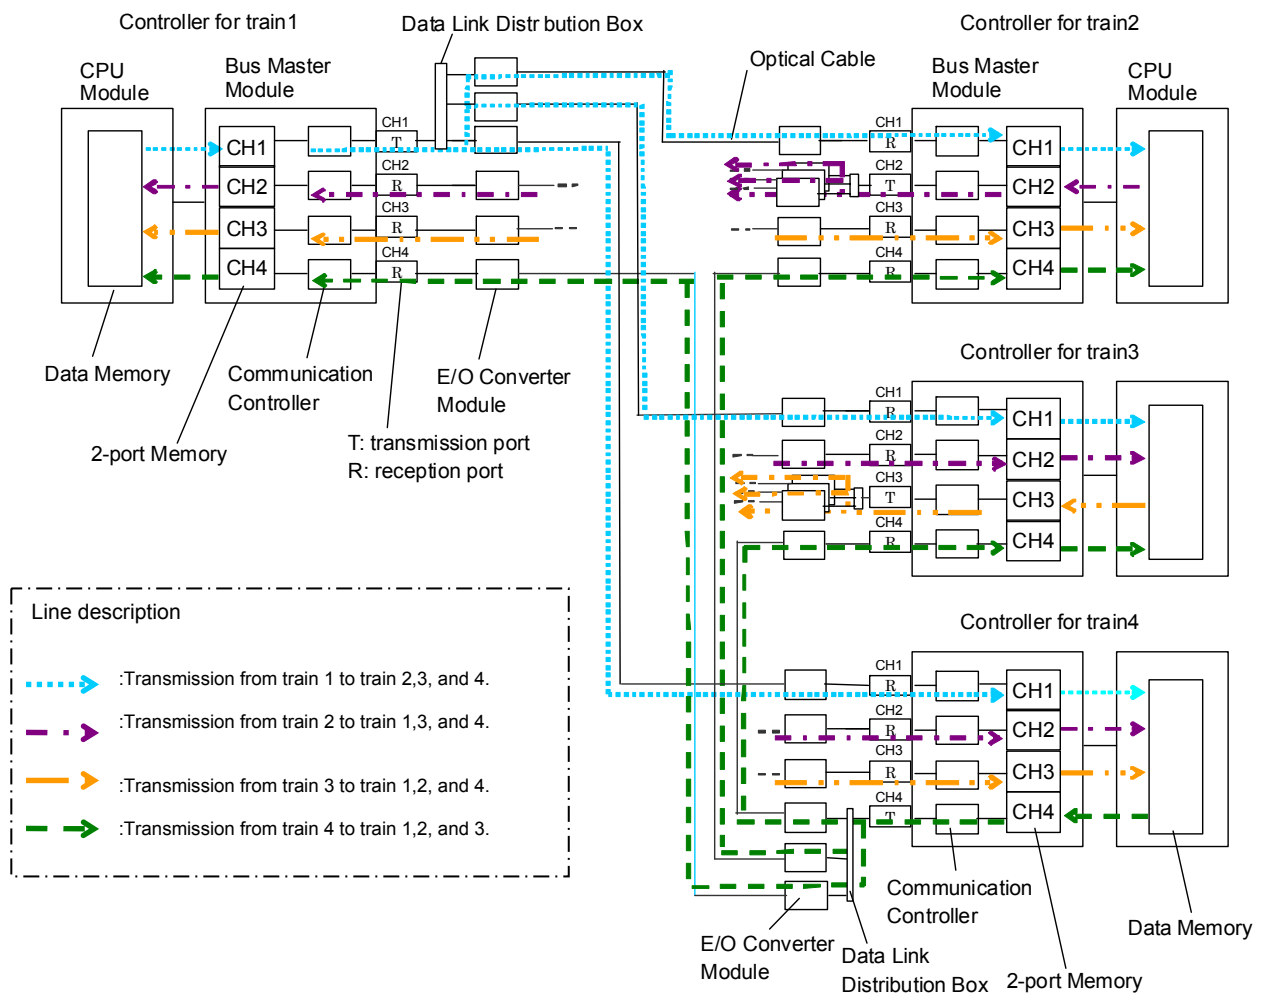 Controller for train1
Data Link Distribution Box
Controller for train2
CPU
Module
Bus Master
Module
Optical Cable
Bus Master
Module
CPU
Module
CH1
T
CH1
CH2
R
CH2
CH3
R
CH3
CH4
R
CH4
CH1
R
CH1
CH2
T
CH2
CH3
R
CH3
CH4
R
CH4
Data Memory
Communication
Controller
E/O Converter
Module
2-port Memory
T: transmission port
R: reception port
Controller for train3
CH1
R
CH1
CH2
R
CH2
CH3
T
CH3
CH4
R
CH4
Line description
:Transmission from train 1 to train 2,3, and 4.
:Transmission from train 2 to train 1,3, and 4.
:Transmission from train 3 to train 1,2, and 4.
:Transmission from train 4 to train 1,2, and 3.
Controller for train4
CH1
R
CH1
CH2
R
CH2
CH3
R
CH3
CH4
T
CH4
E/O Converter
Module
Data Link
Distribution Box
Communication
Controller
2-port Memory
Data Memory